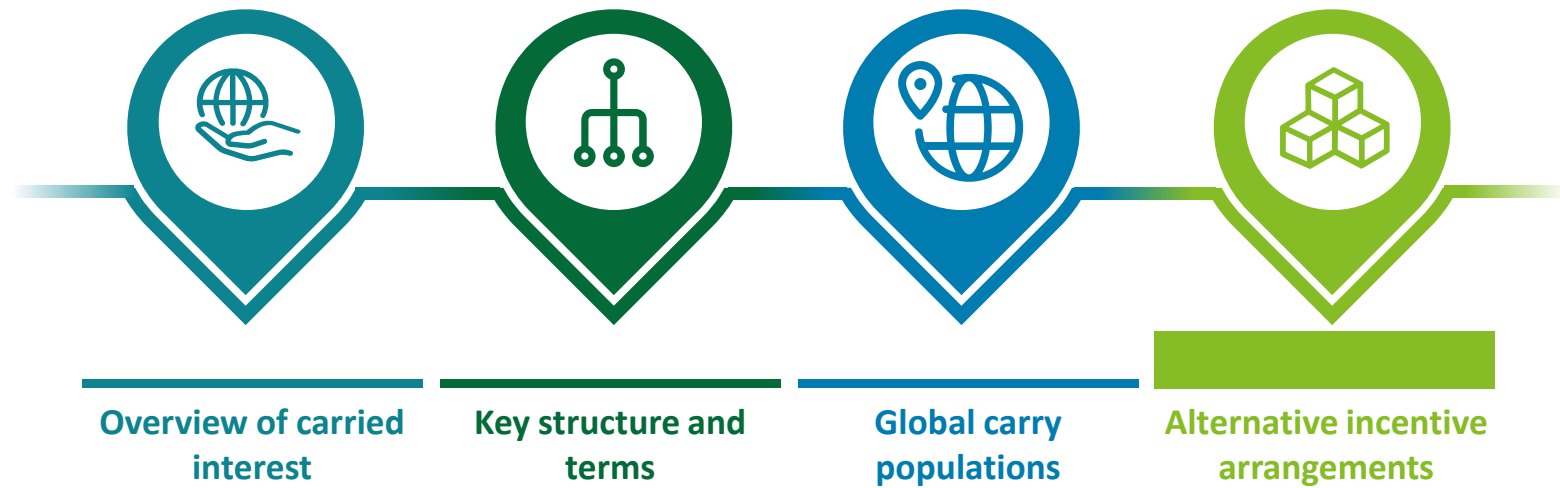 Overview of carried
interest
Key structure and
terms
Global carry
populations
Alternative incentive
arrangements